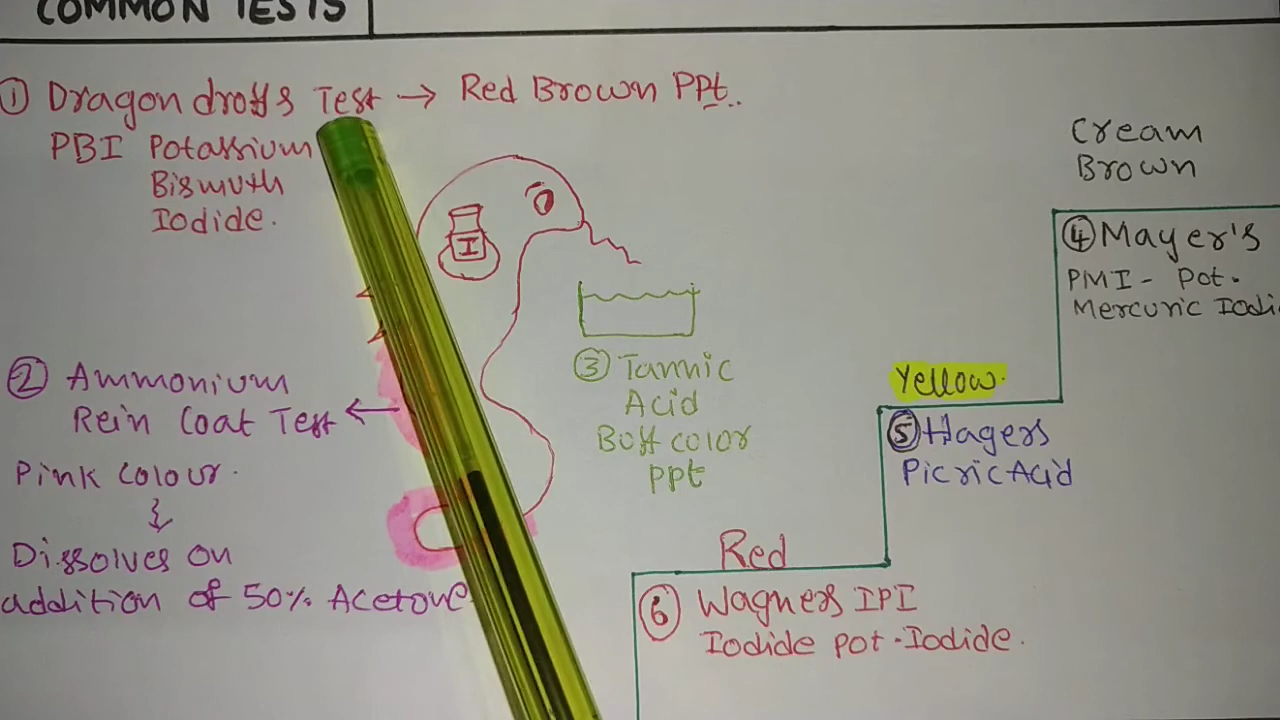 COMMON TESTS
① Dragon droffs Test → Red Brown PPt..
PBI Potassium
Bismuth
Iodide.
I
② Ammonium
Rein Coat Test ←
Pink Colour.
Dissolves on
addition of 50% Acetone
③ Tannic
Acid
Buff color
PPt
Cream
Brown
④ Mayer's
PMI - Pot.
Mercuric Iodi
Yellow.
⑤ Hagers
Picric Acid
Red
⑥ Wagners IPI
Iodide pot. Iodide.